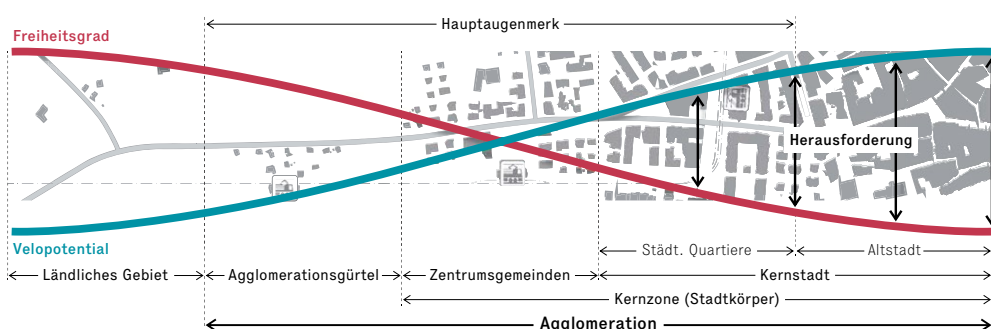 Hauptaugenmerk
Freiheitsgrad
Herausforderung
Velopotential
Städt. Quartiere
Altstadt
Ländliches Gebiet
Agglomerationsgürtel
Zentrumsgemeinden
Kernstadt
Kernzone (Stadtkörper)
Agglomeration